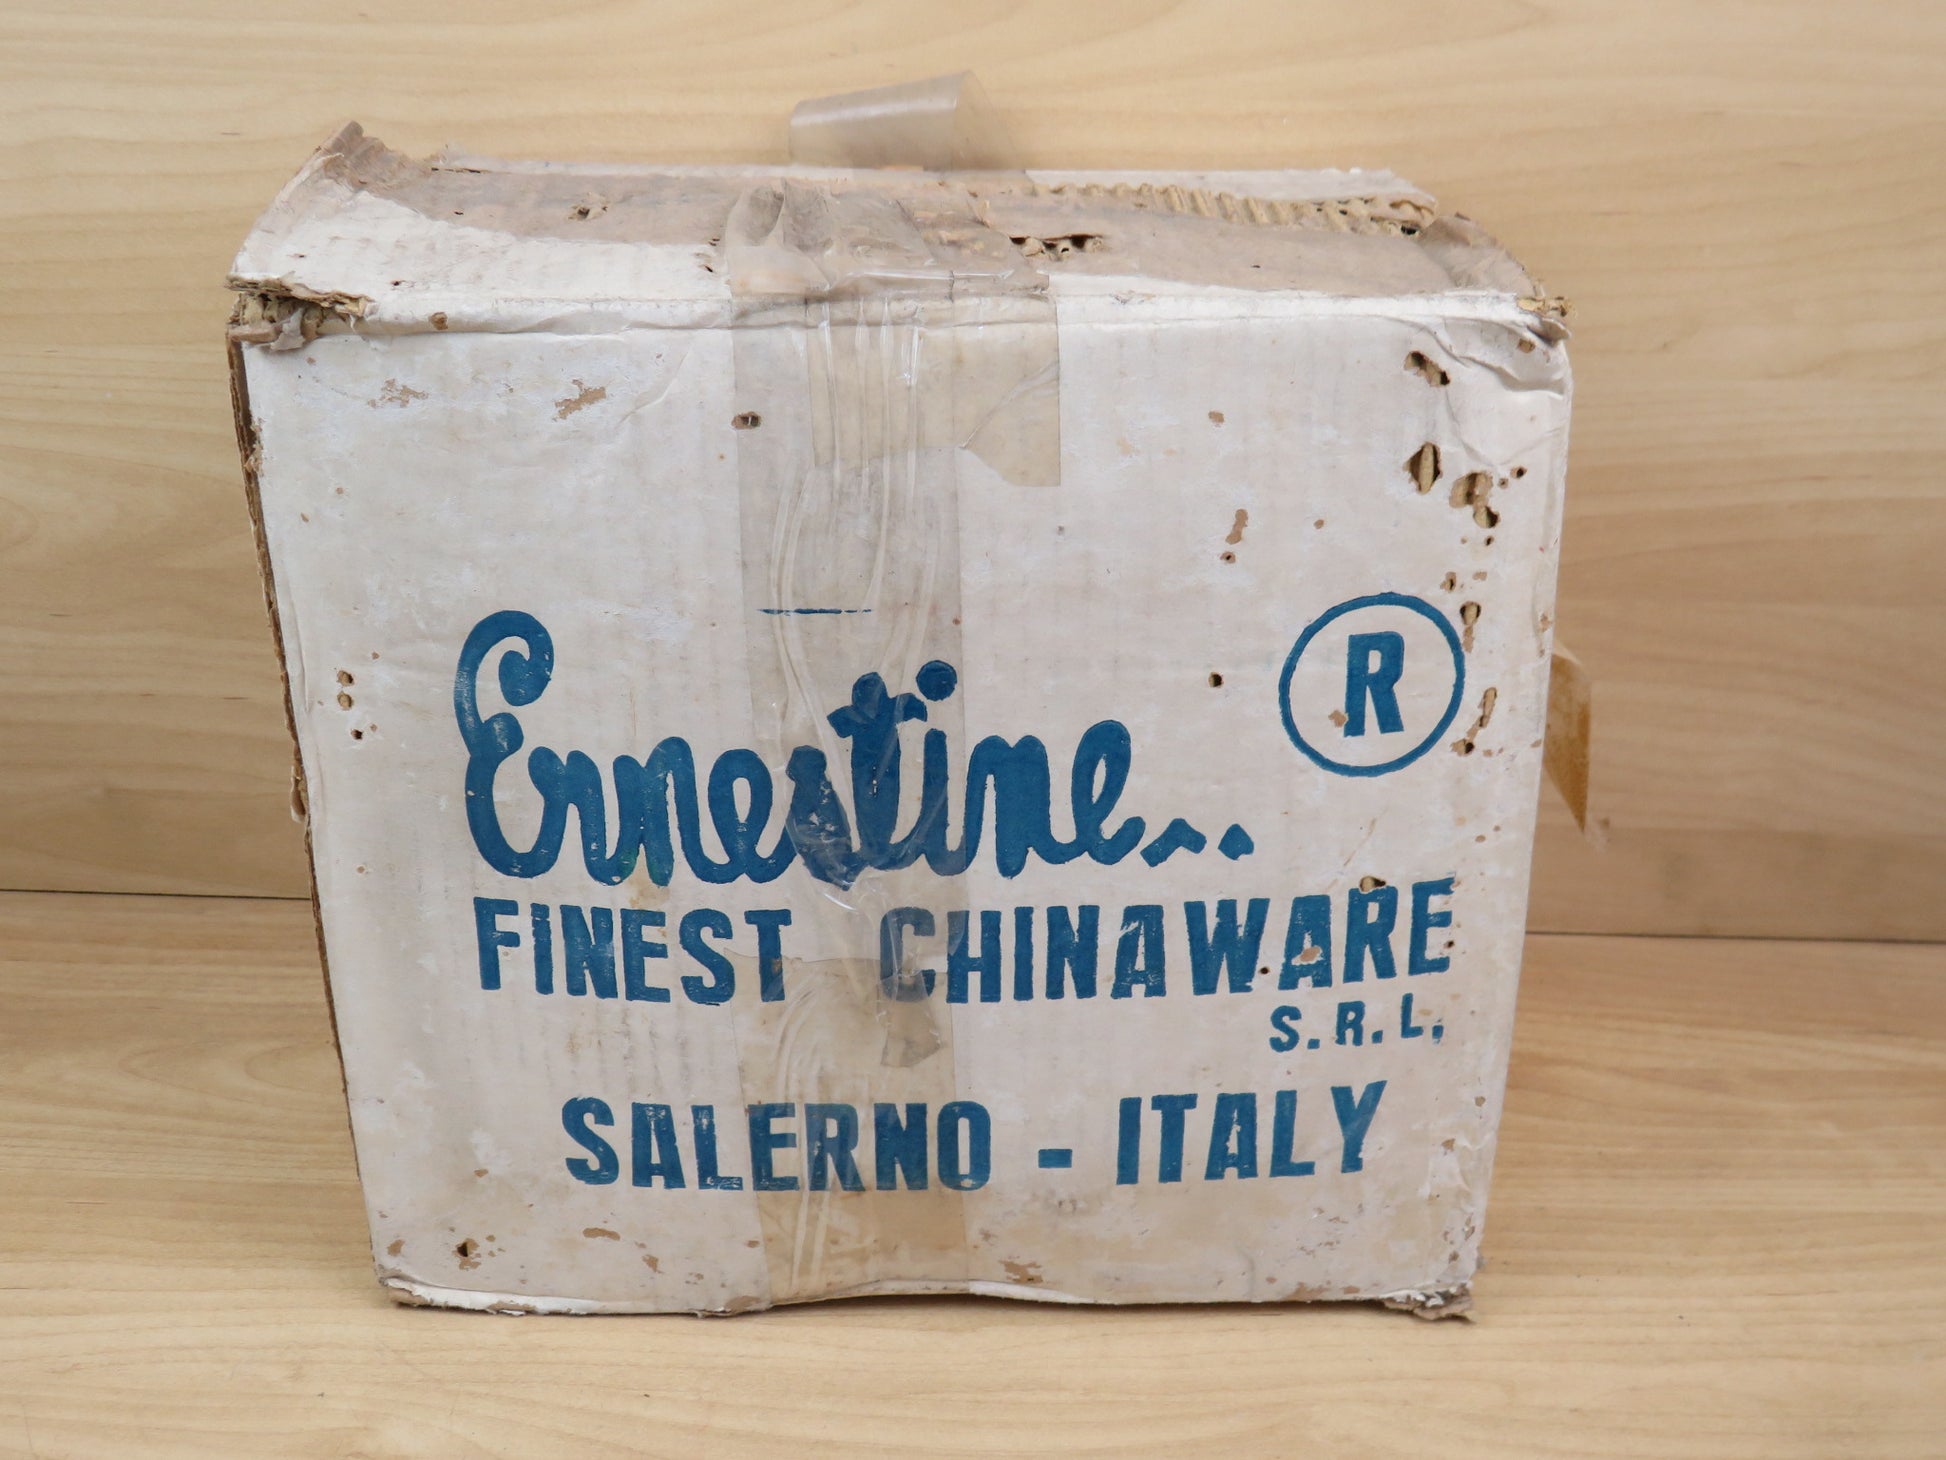 Ernestine...
R
FINEST CHINAWARE
S.R.L.
SALERNO - ITALY